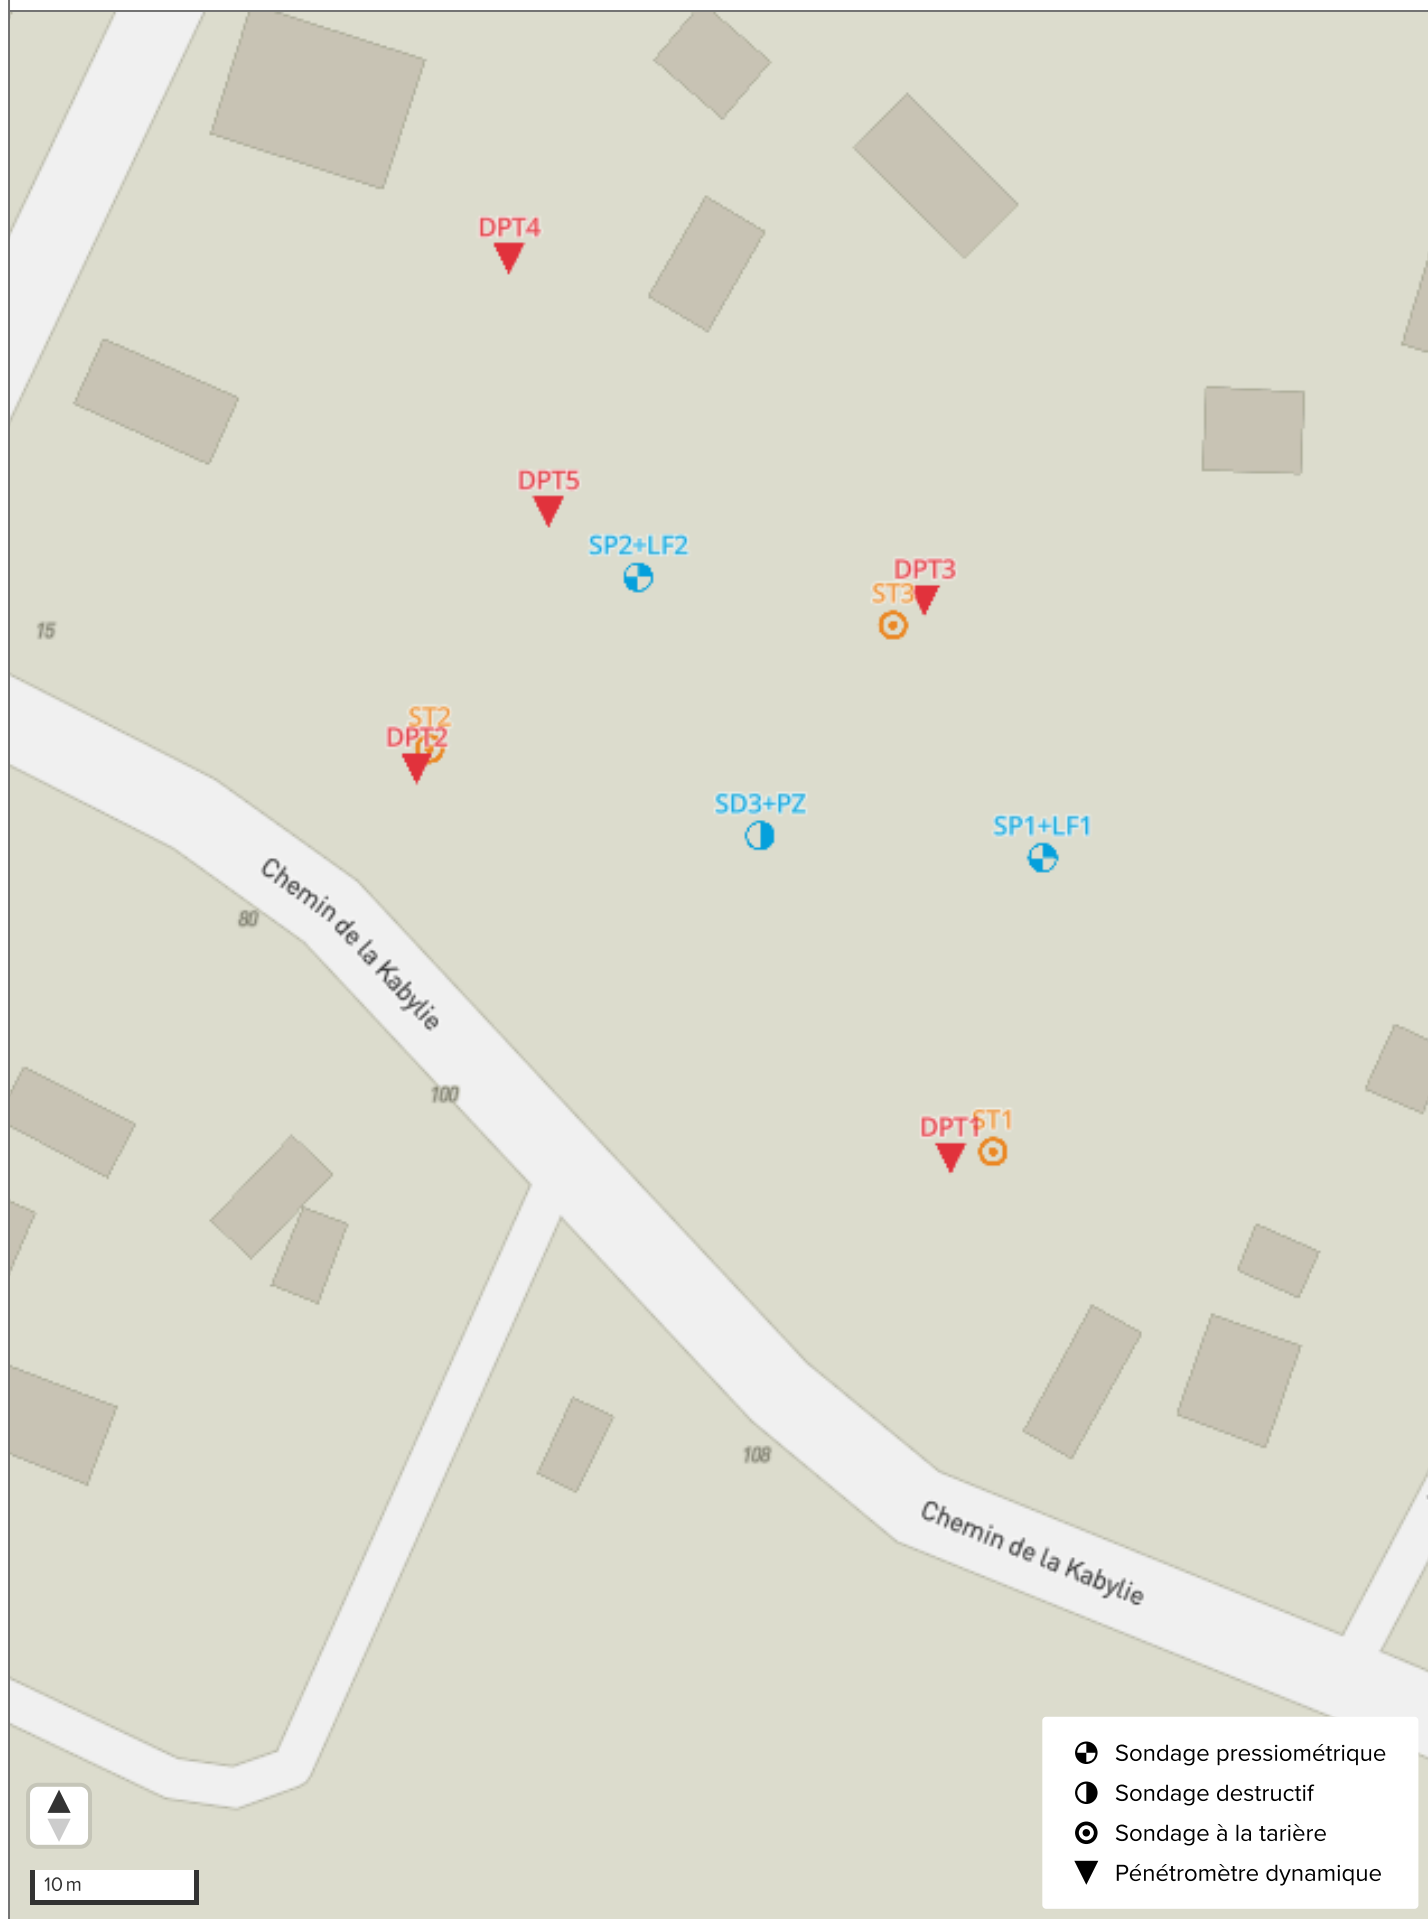 DPT4
DPT5
SP2+LF2
DPT3
ST3
15
ST2
DPT2
SD3+PZ
SP1+LF1
Chemin de la Kabylie
80
100
DPT1
ST1
108
Chemin de la Kabylie
Sondage pressiométrique
Sondage destructif
Sondage à la tarière
Pénétromètre dynamique
10 m